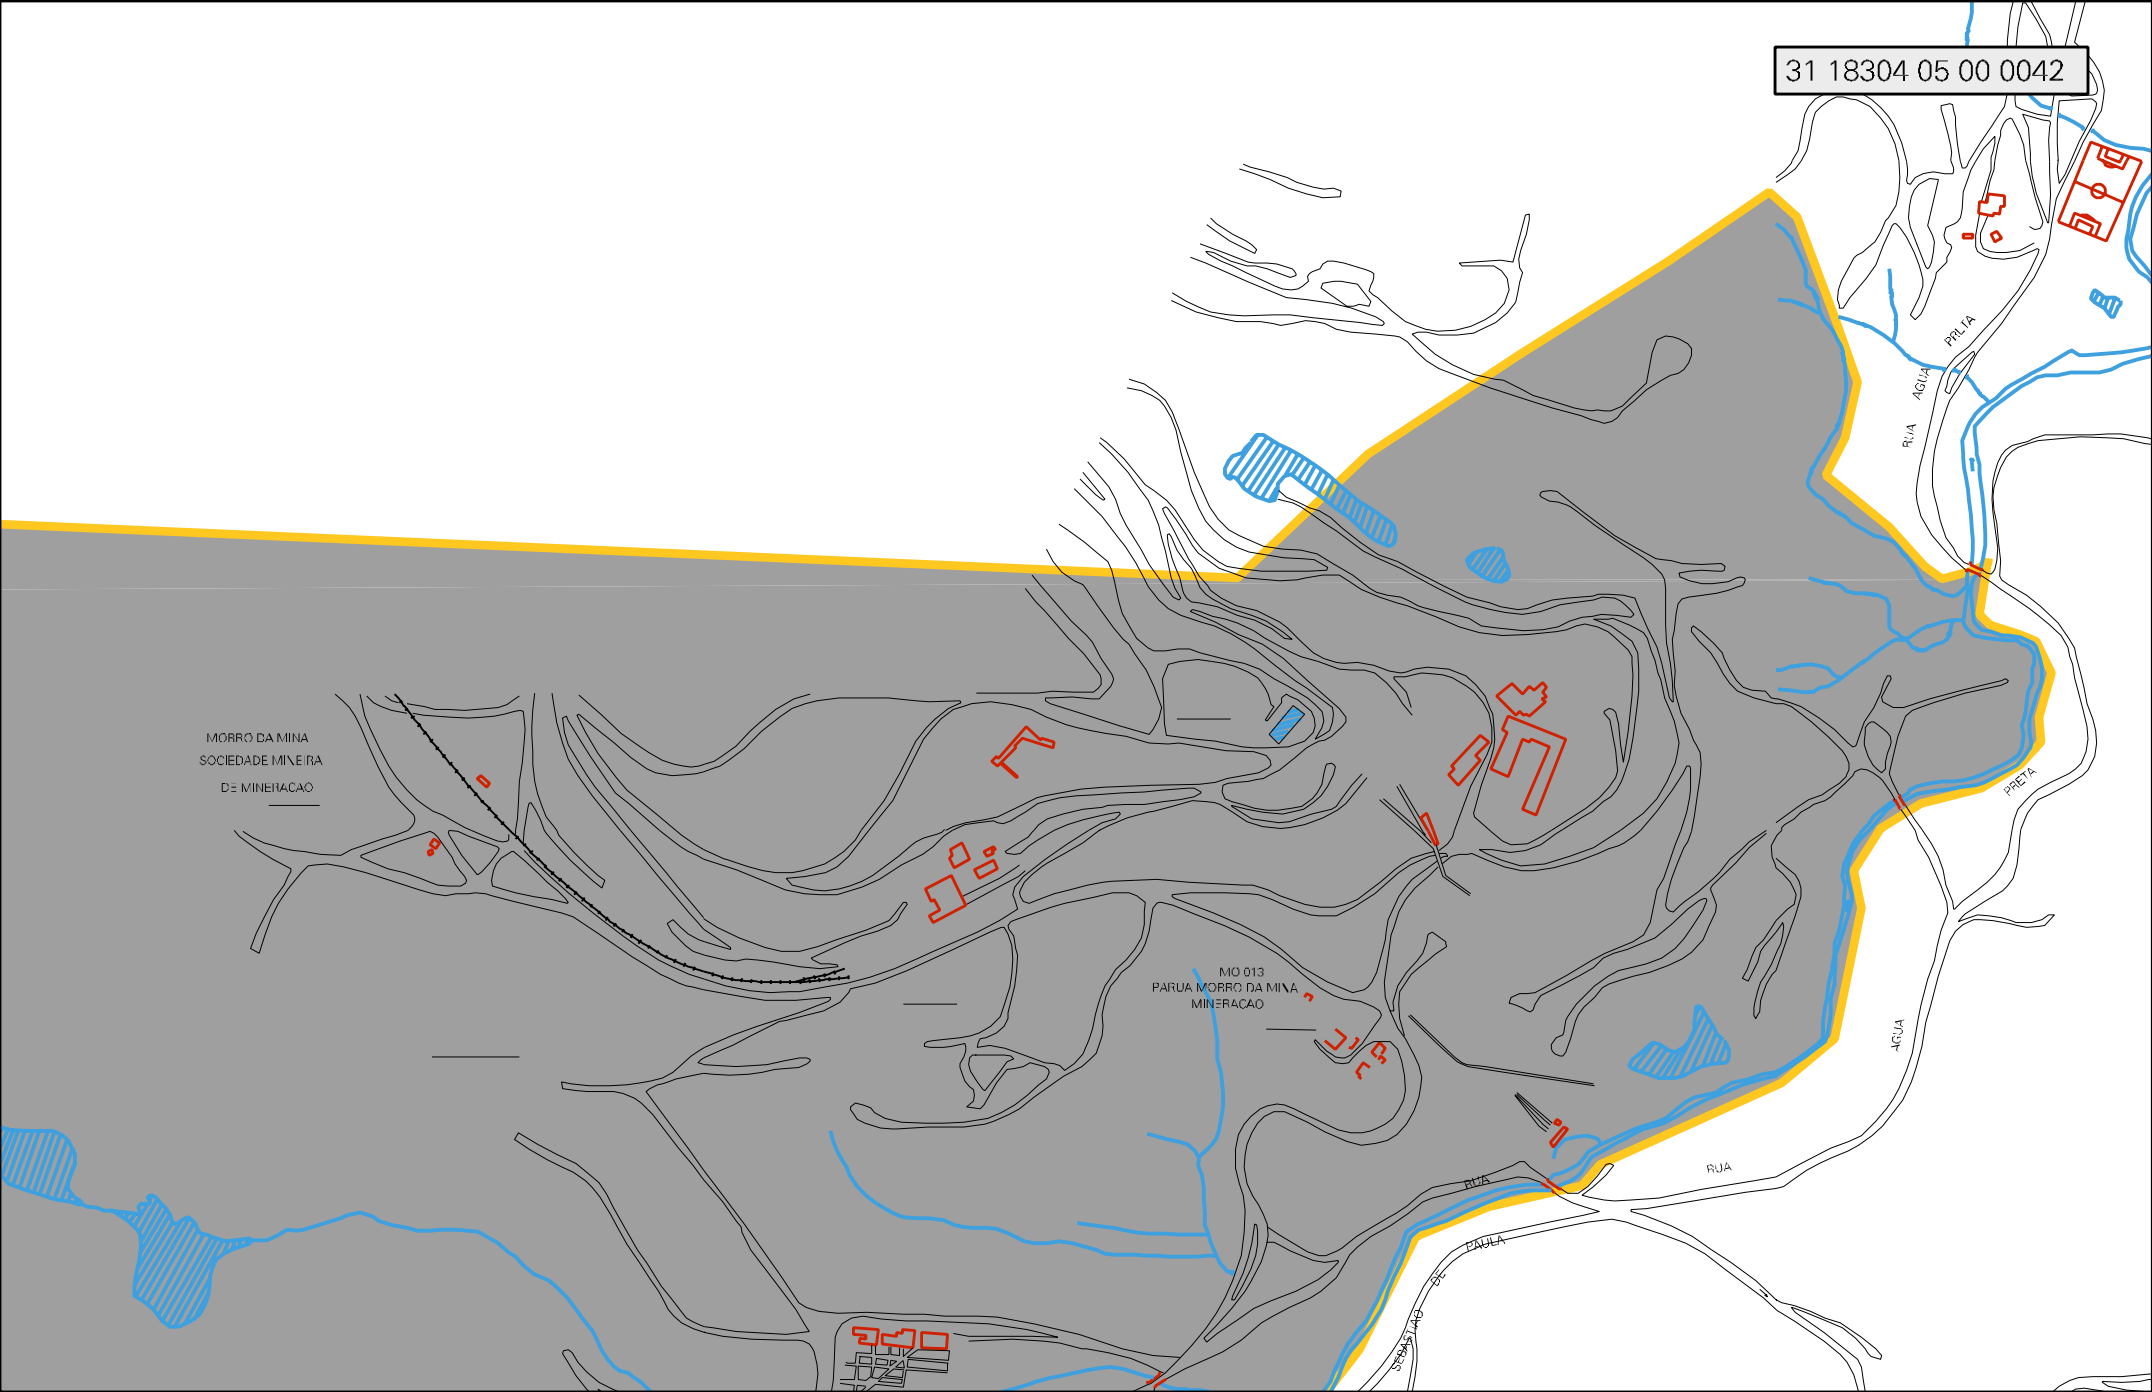 31 18304 05 00 0042
PRETA
AGUA
RUA
MORRO DA MINA
SOCIEDADE MINEIRA
DE MINERACAO
PRETA
MO 013
PARUA MORRO DA MINA
MINERACAO
AGUA
RUA
RUA
PAULA
DE
SEBASTIAO